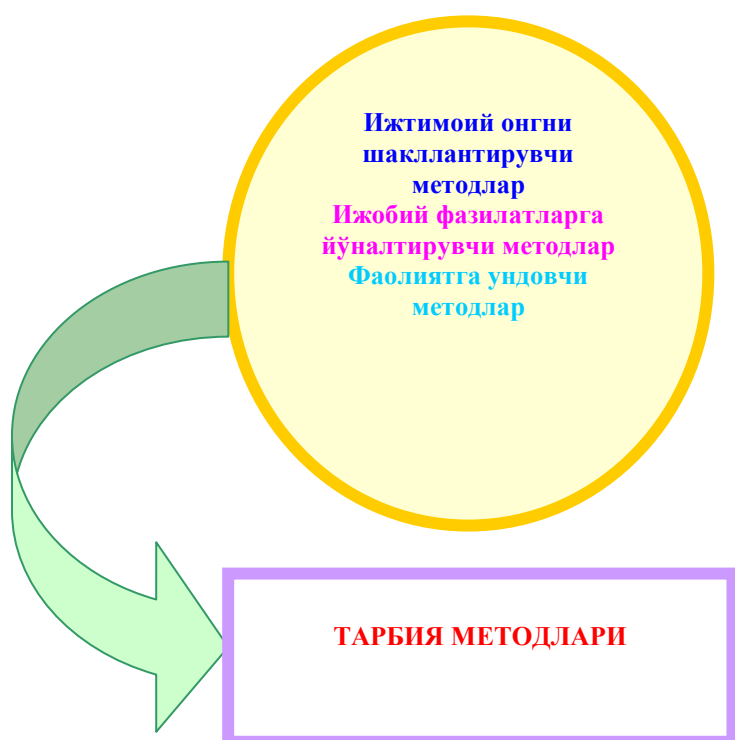 Ижтимоий онгни
шакллантирувчи
методлар
Ижобий фазилатларга
йўналтирувчи методлар
Фаолиятга ундовчи
методлар
ТАРБИЯ МЕТОДЛАРИ